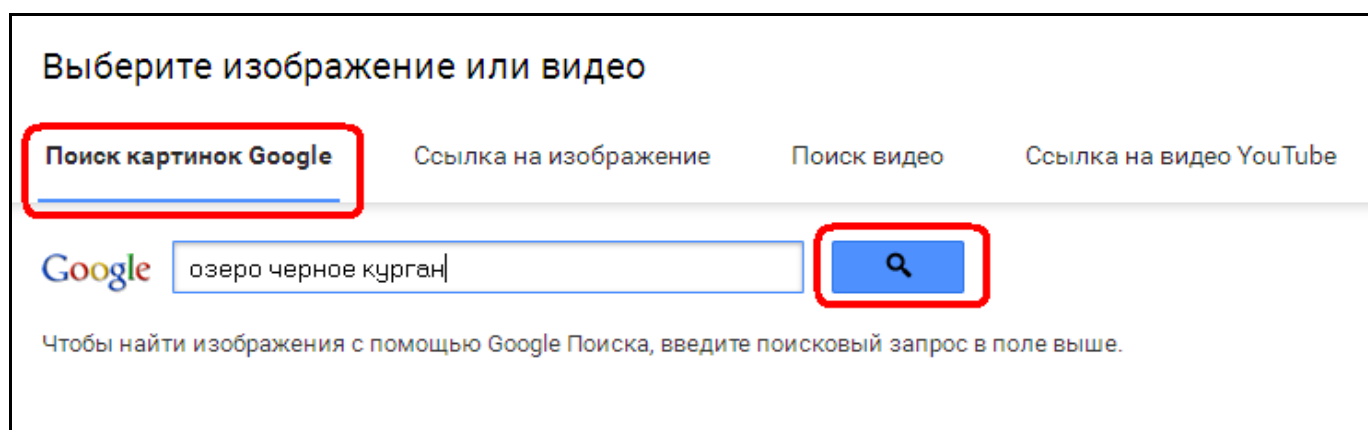 Выберите изображение или видео
Поиск картинок Google Ссылка на изображение Поиск видео Ссылка на видео YouTube
Google озеро черное курган
Чтобы найти изображения с помощью Google Поиска, введите поисковый запрос в поле выше.